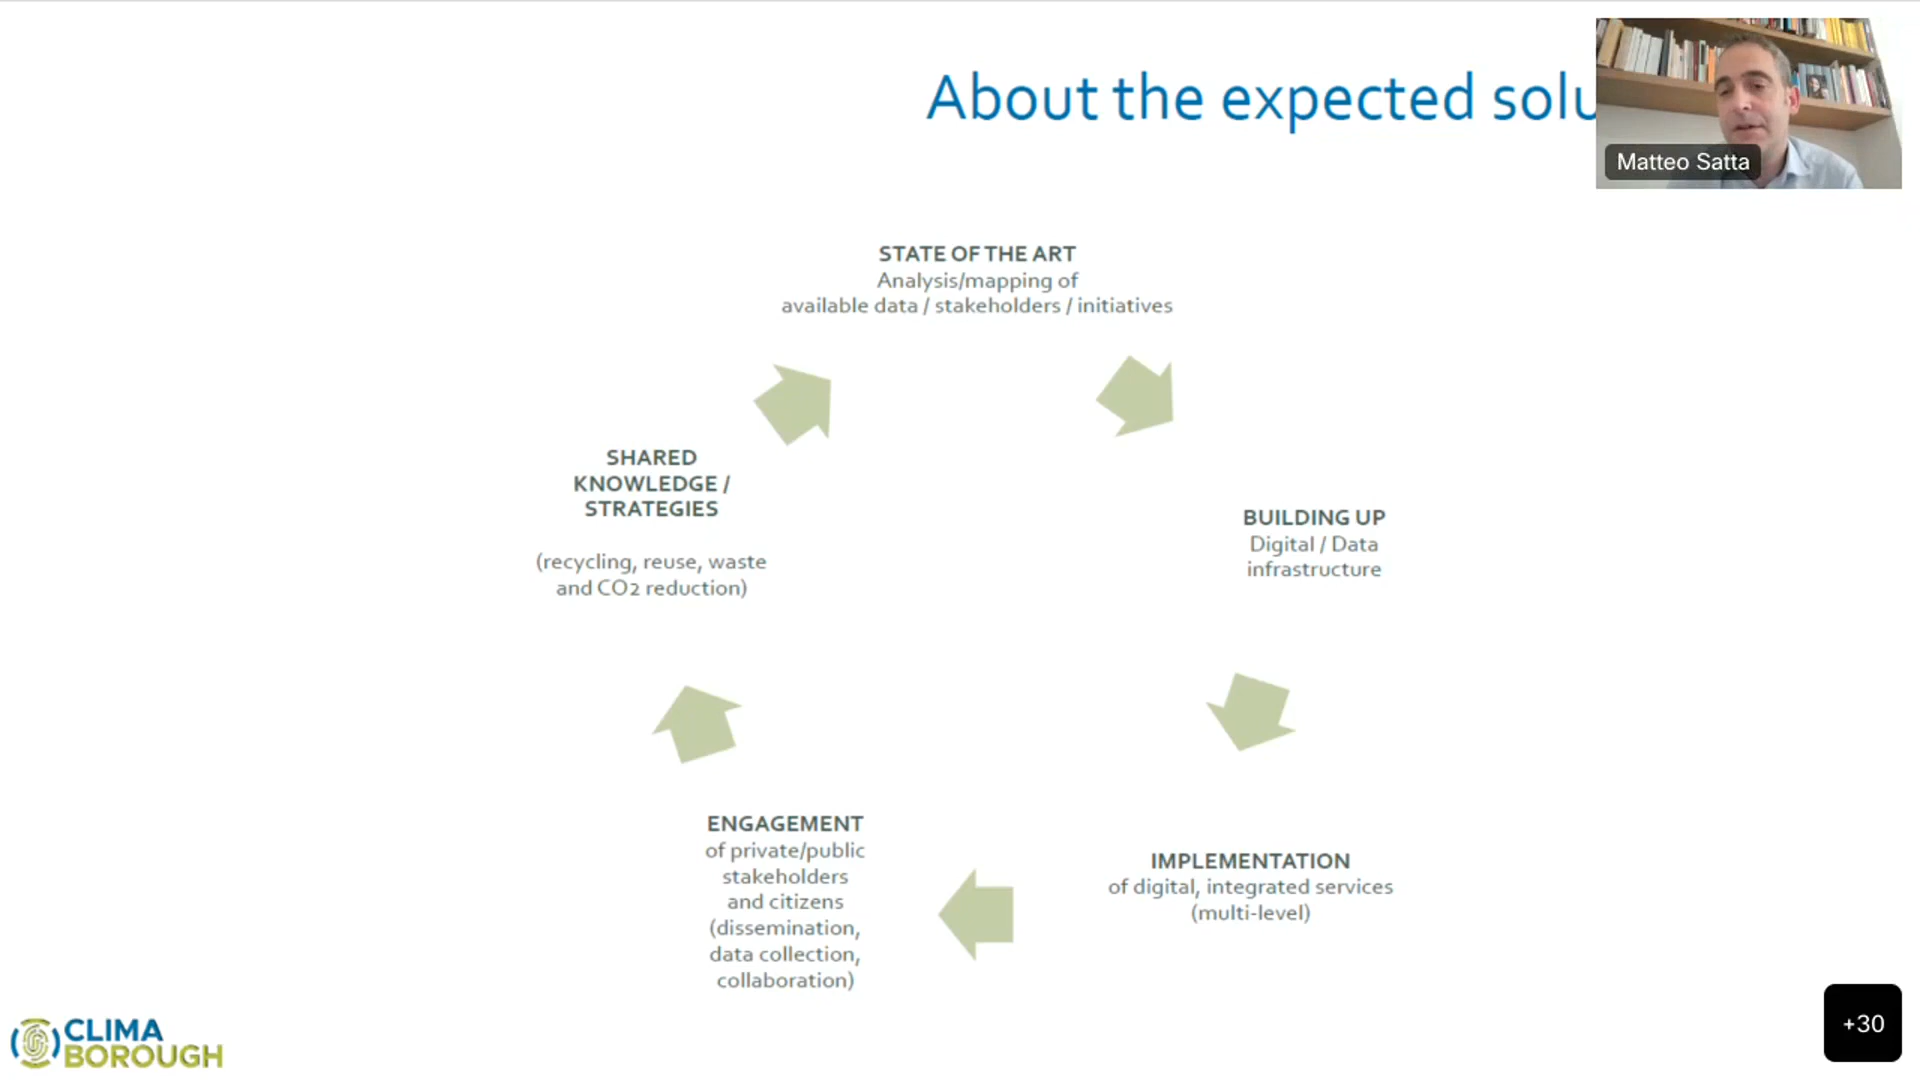 About the expected solu
Matteo Satta
STATE OF THE ART
Analysis/mapping of
available data / stakeholders / initiatives
SHARED
KNOWLEDGE /
STRATEGIES
(recycling, reuse, waste
and CO2 reduction)
BUILDING UP
Digital / Data
infrastructure
ENGAGEMENT
of private/public
stakeholders
and citizens
(dissemination,
data collection,
collaboration)
IMPLEMENTATION
of digital, integrated services
(multi-level)
CLIMA
BOROUGH
+30